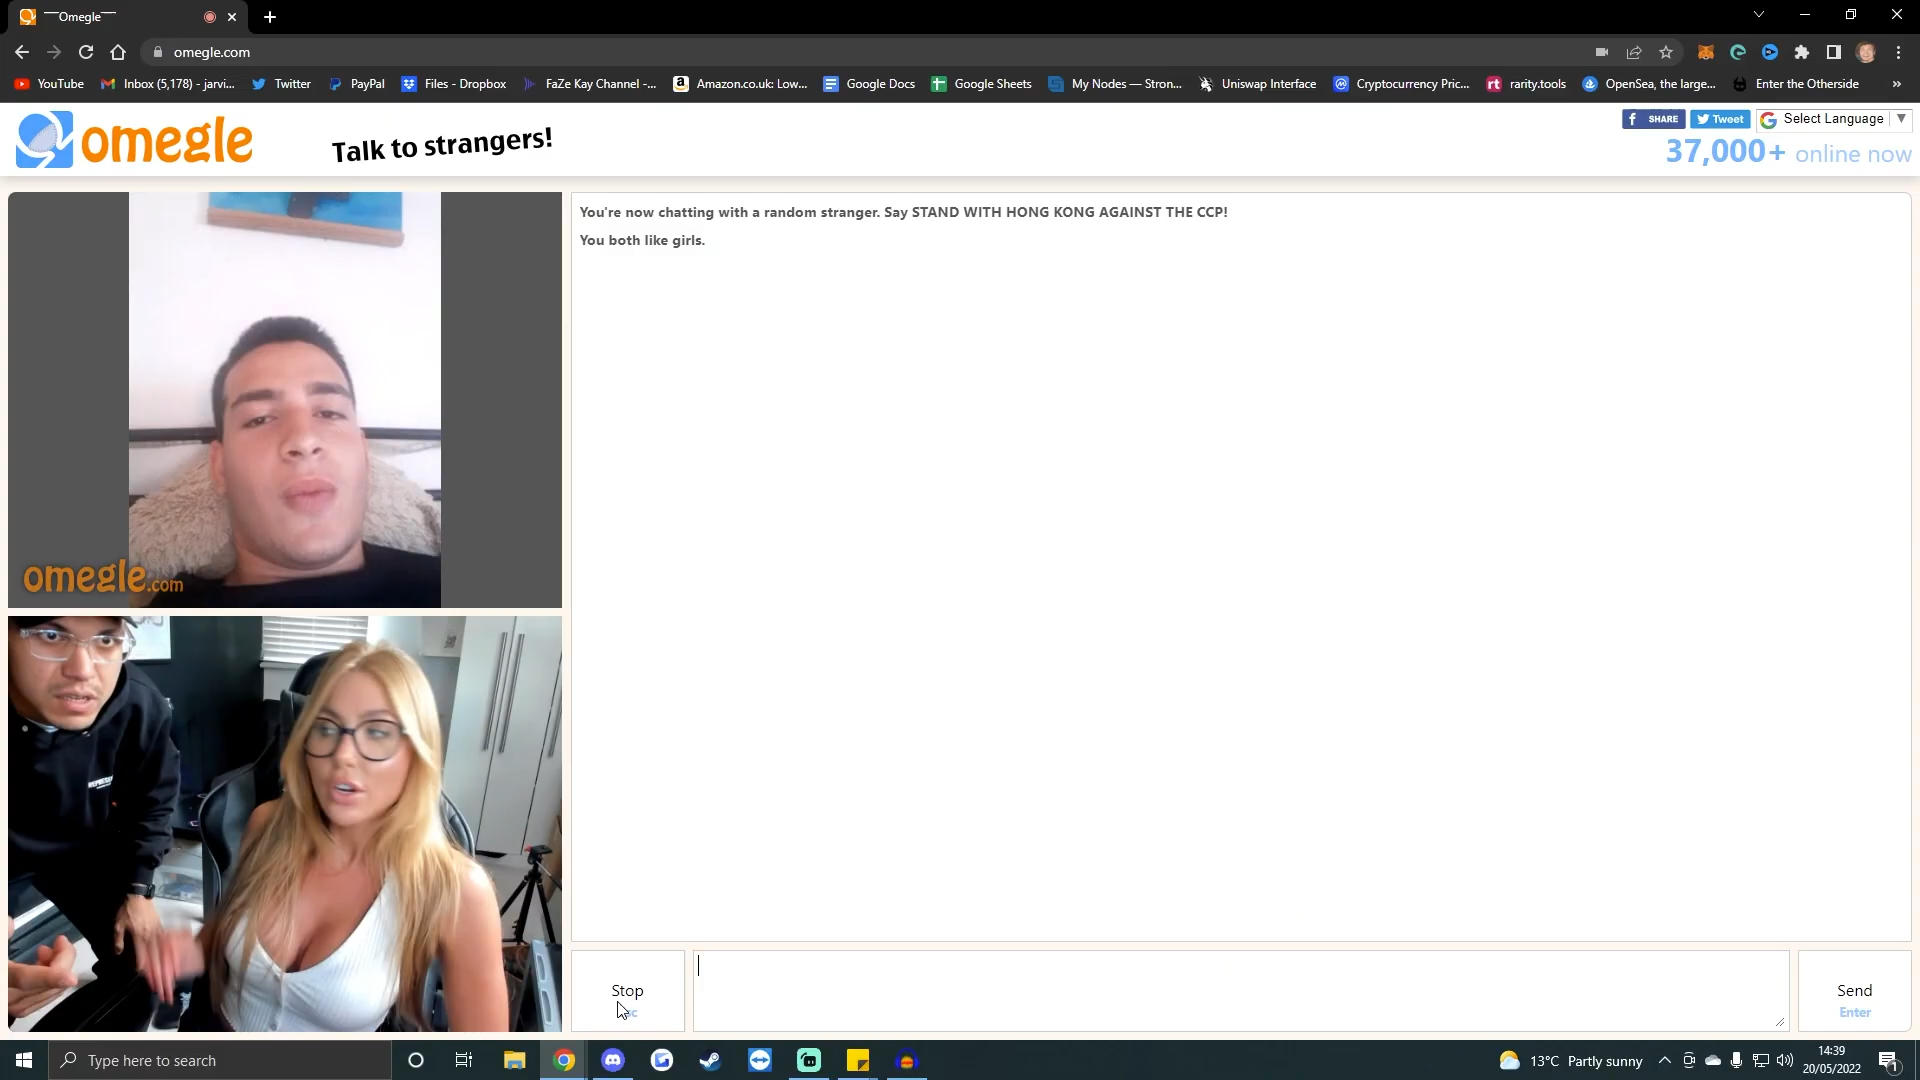 Omegle
omegle.com
YouTube
Inbox (5,178) - jarvi...
Twitter
PayPal
Files - Dropbox
FaZe Kay Channel -...
Amazon.co.uk: Low...
Google Docs
Google Sheets
My Nodes — Stron...
Uniswap Interface
Cryptocurrency Pric...
rarity.tools
OpenSea, the large...
Enter the Otherside
»
omegle
Talk to strangers!
SHARE
Tweet
Select Language
37,000+ online now
You're now chatting with a random stranger. Say STAND WITH HONG KONG AGAINST THE CCP!
You both like girls.
omegle.com
Stop
Send
Enter
Type here to search
13°C Partly sunny
14:39
20/05/2022
1